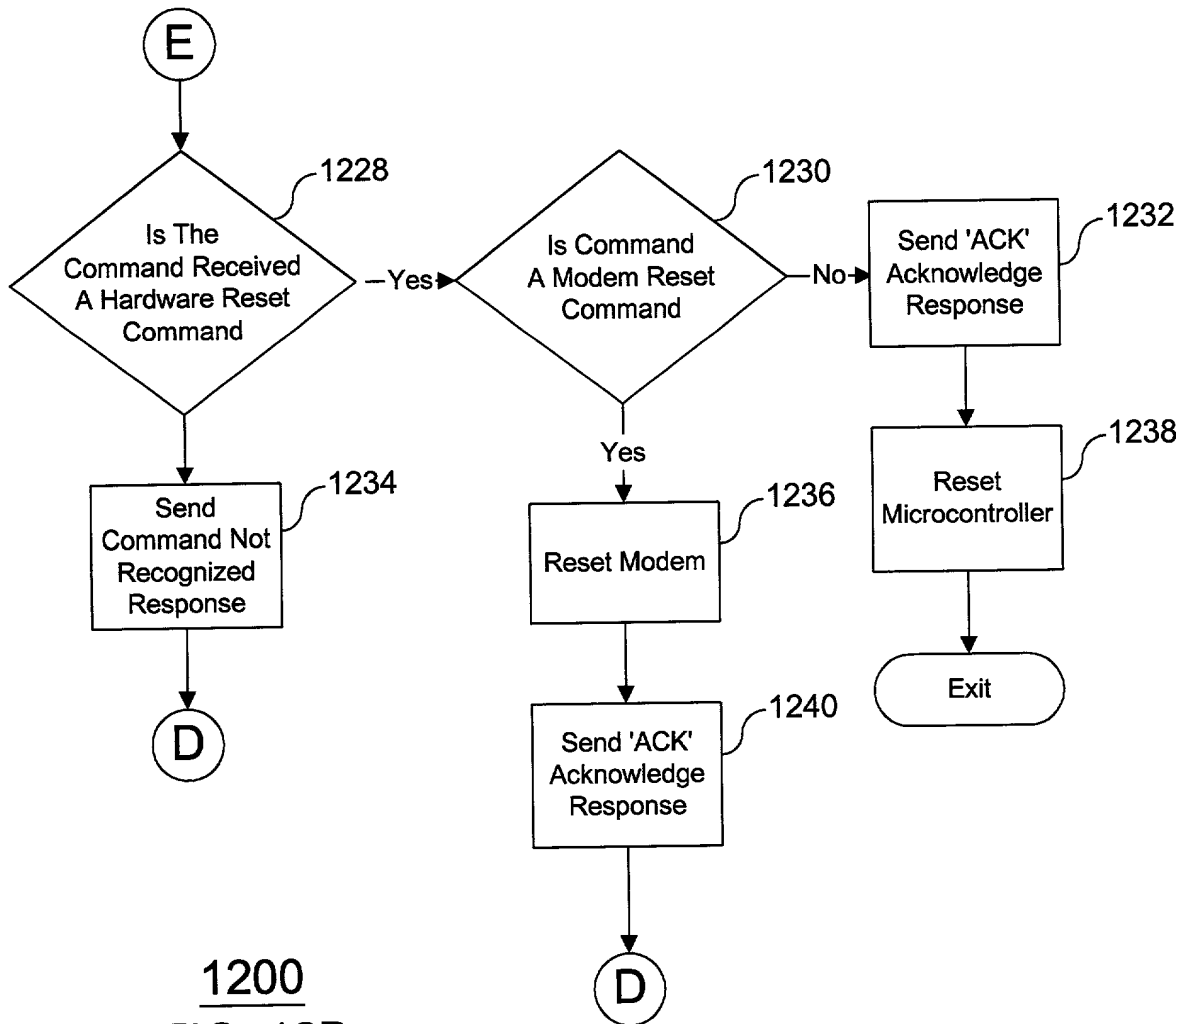 E
1228
Is The
Command Received
A Hardware Reset
Command
Yes
1230
Is Command
A Modem Reset
Command
No
1232
Send 'ACK'
Acknowledge
Response
1234
Send
Command Not
Recognized
Response
D
Yes
1236
Reset Modem
1238
Reset
Microcontroller
Exit
1240
Send 'ACK'
Acknowledge
Response
D
1200